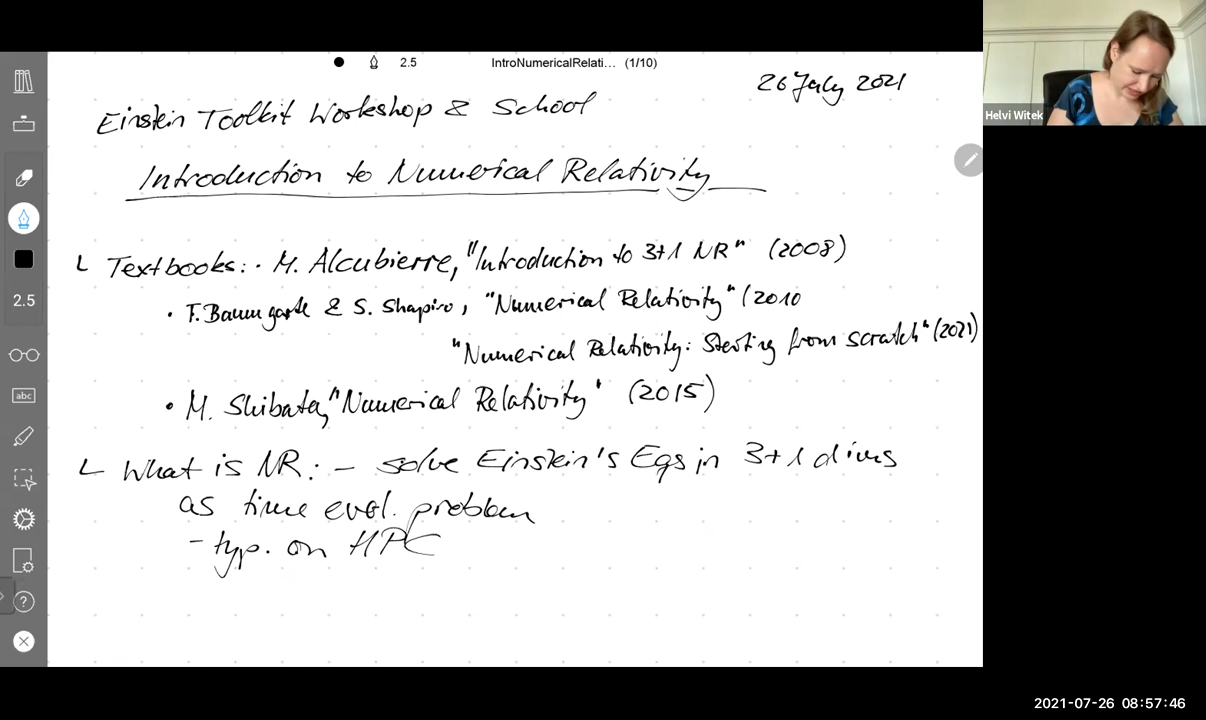 2.5 IntroNumericalRelati... (1/10)
26 July 2021
Einstein Toolkit Workshop & School
Introduction to Numerical Relativity
Textbooks: · M. Alcubierre, "Introduction to 3+1 NR" (2008)
· T. Baumgarte & S. Shapiro, "Numerical Relativity" (2010
"Numerical Relativity: Starting from scratch" (2021)
• M. Shibata, "Numerical Relativity" (2015)
What is NR: - solve Einstein's Eqs in 3+1 dims
as time evol. problem
- typ. on HPC
2.5
abc
Helvi Witek
2021-07-26 08:57:46